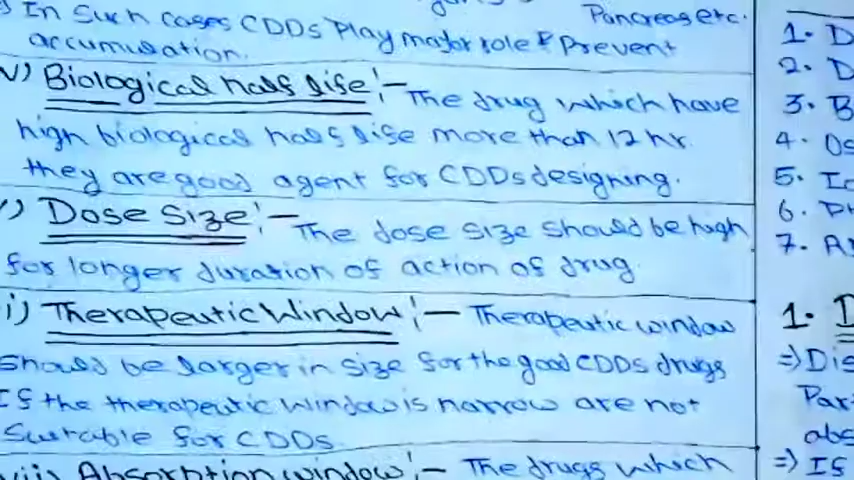 In Such cases CDDs Play major role & Prevent
Pancreas etc.
accumulation.
v) Biological half life :- The drug which have
high biological half life more than 12 hr
they are good agent for CDDs designing.
Dose Size :- The dose size should be high
for longer duration of action of drug
i) Therapeutic Window :- Therapeutic window
should be larger in size for the good CDDs drugs
If the therapeutic window is narrow are not
Suitable for CDDs
vii) Absorption window :- The drugs which
1. D
2. D
3. B
4. Os
5. Io
6. PH
7. A
1. D
=> Dis
Par
abs
=> If